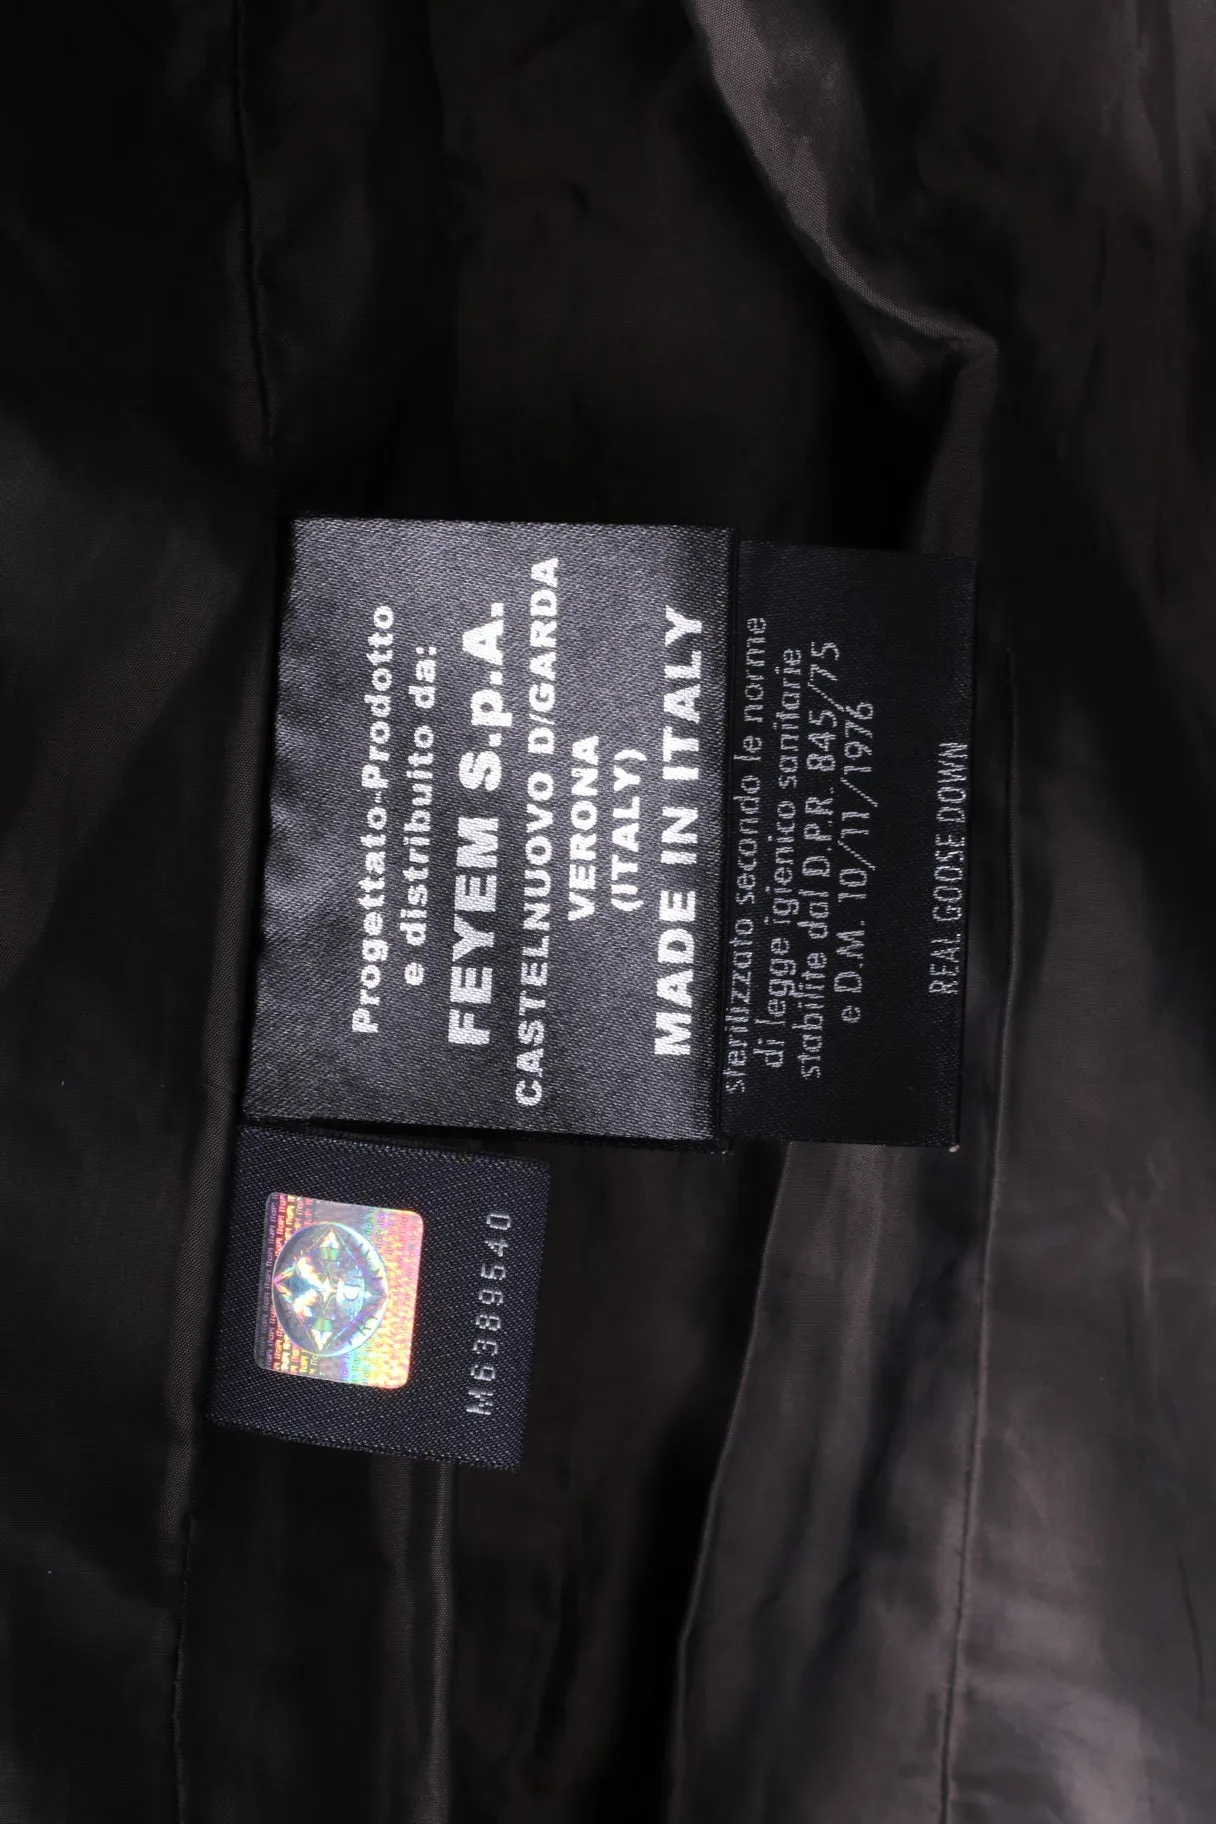 Progettato-Prodotto
e distribuito da:
FEYEM S.p.A.
CASTELNUOVO D/GARDA
VERONA
(ITALY)
MADE IN ITALY
sterilizzato secondo le norme
di legge igienico sanitarie
stabilite dal D.P.R. 845/75
e D.M. 10/11/1976
REAL GOOSE DOWN
M6389540